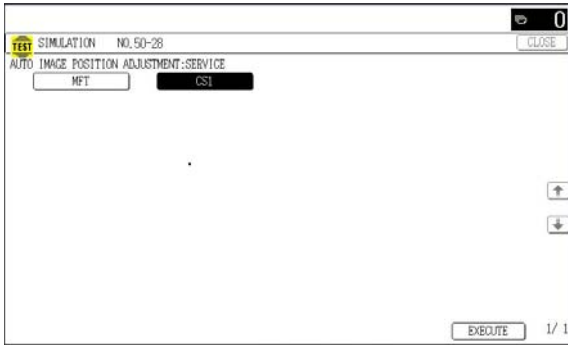 0
TEST SIMULATION NO.50-28 CLOSE
AUTO IMAGE POSITION ADJUSTMENT:SERVICE
MFT CS1
EXECUTE 1/ 1